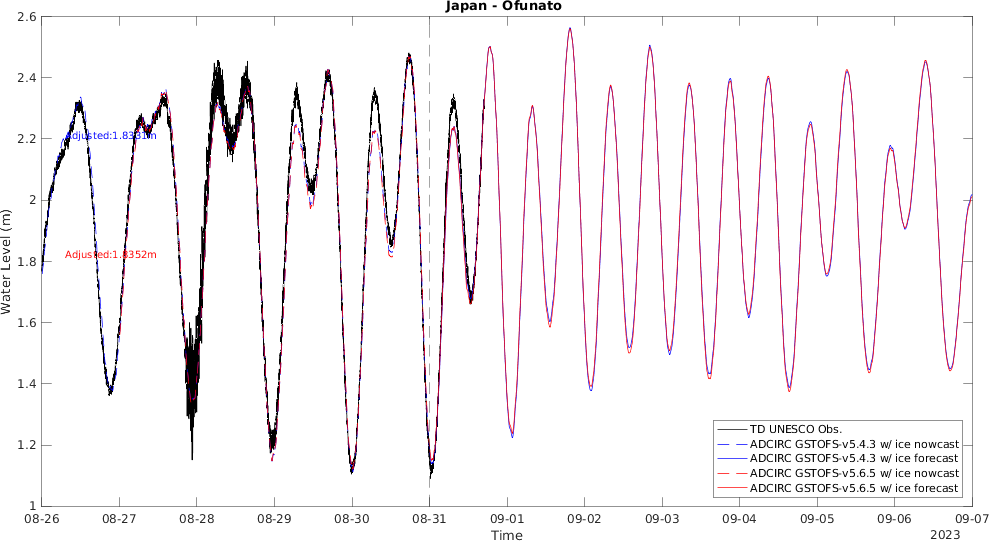 Japan - Ofunato
2.6
2.4
2.2
2
1.8
1.6
1.4
1.2
1
Water Level (m)
Adjusted:1.8331m
Adjusted:1.8352m
TD UNESCO Obs.
ADCIRC GSTOFS-v5.4.3 w/ ice nowcast
ADCIRC GSTOFS-v5.4.3 w/ ice forecast
ADCIRC GSTOFS-v5.6.5 w/ ice nowcast
ADCIRC GSTOFS-v5.6.5 w/ ice forecast
08-26 08-27 08-28 08-29 08-30 08-31 09-01 09-02 09-03 09-04 09-05 09-06 09-07
Time
2023